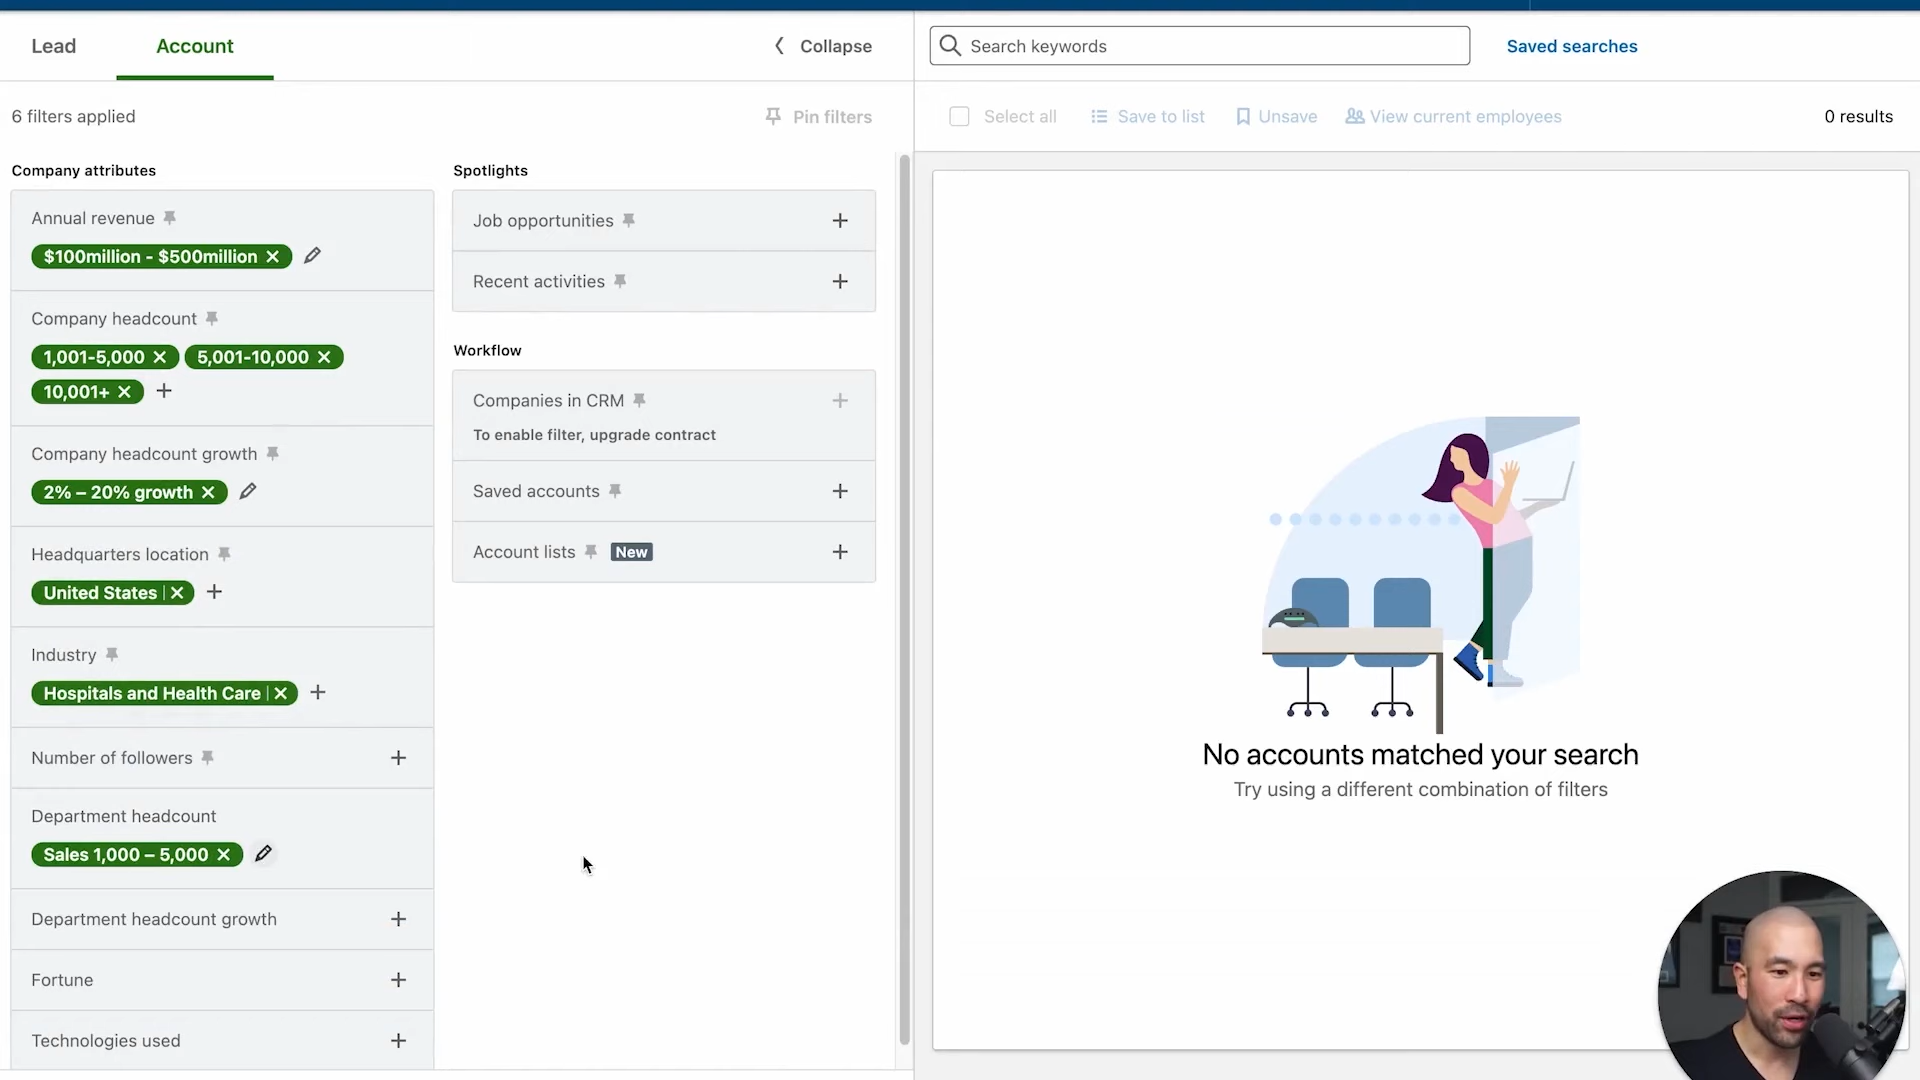 Lead
Account
Collapse
Search keywords
Saved searches
6 filters applied
Pin filters
Select all
Save to list
Unsave
View current employees
0 results
Company attributes
Annual revenue
$100million - $500million
Company headcount
1,001-5,000
5,001-10,000
10,001+
Company headcount growth
2% – 20% growth
Headquarters location
United States
Industry
Hospitals and Health Care
Number of followers
Department headcount
Sales 1,000 – 5,000
Department headcount growth
Fortune
Technologies used
Spotlights
Job opportunities
Recent activities
Workflow
Companies in CRM
To enable filter, upgrade contract
Saved accounts
Account lists New
No accounts matched your search
Try using a different combination of filters